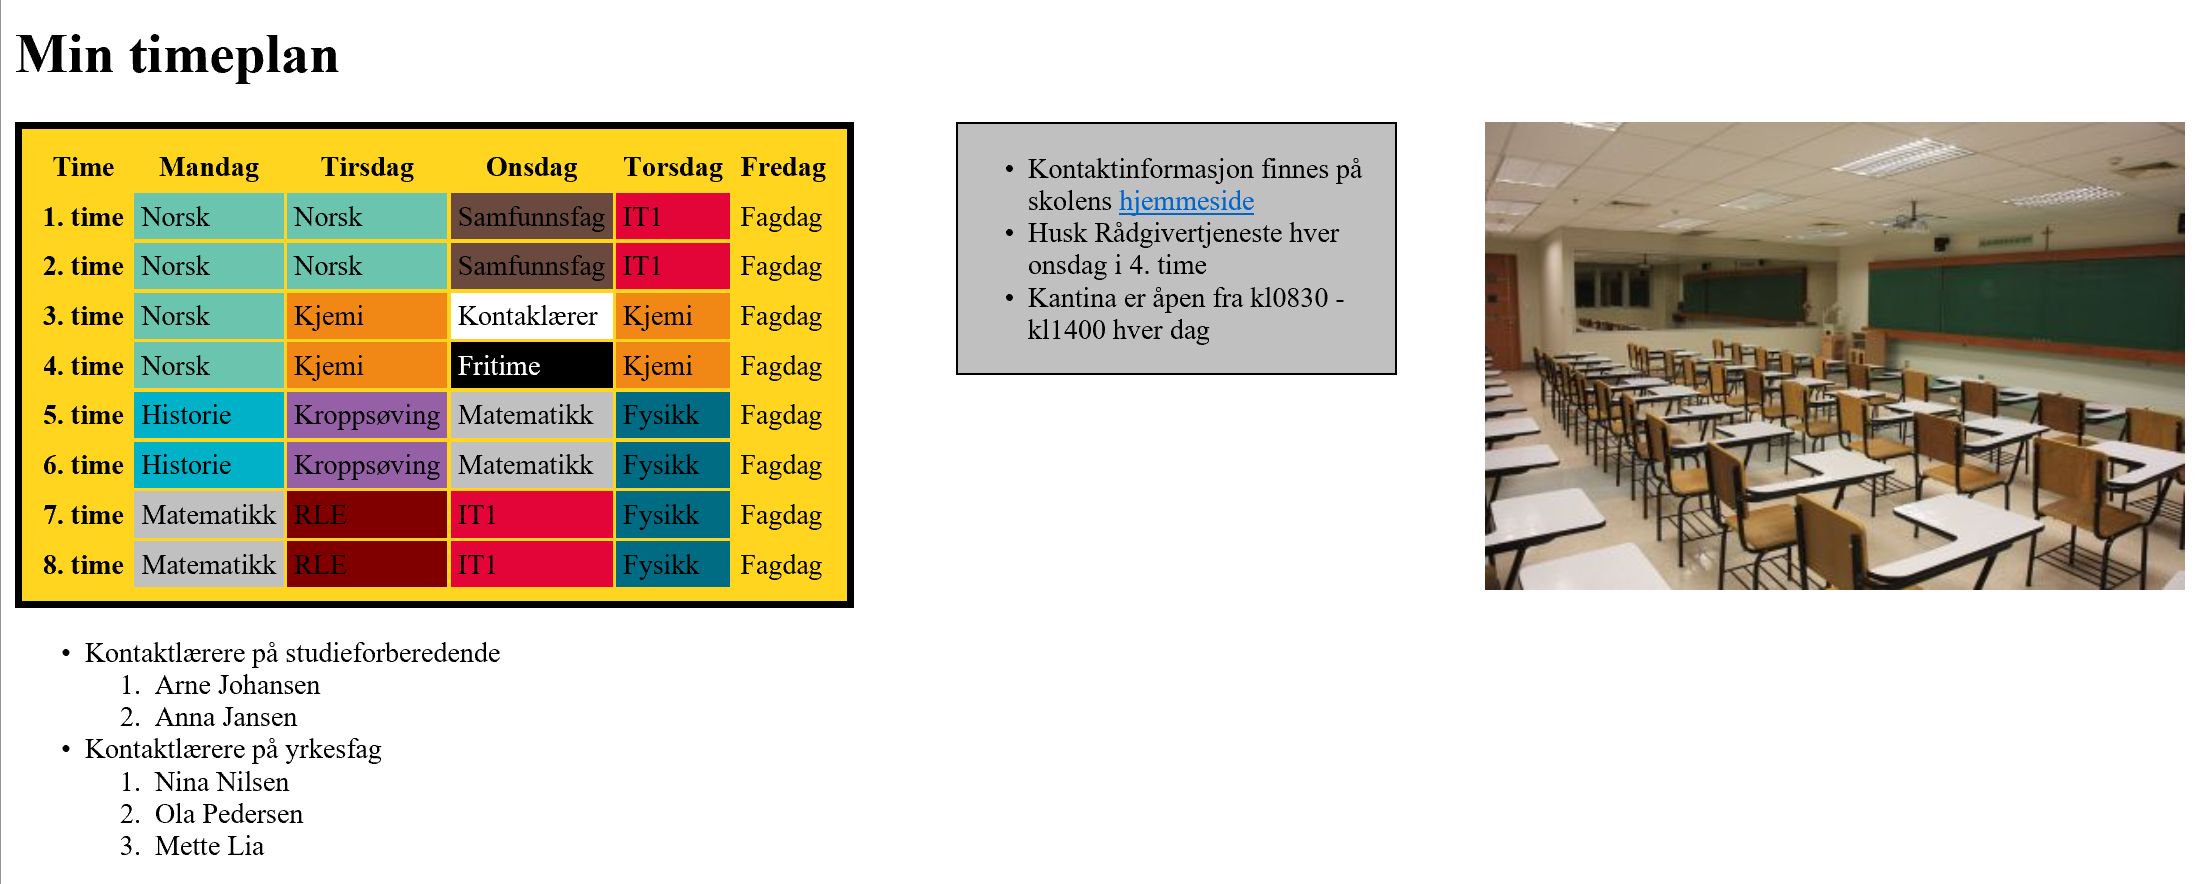 Min timeplan
Time Mandag Tirsdag Onsdag Torsdag Fredag
1. time Norsk Norsk Samfunnsfag IT1 Fagdag
2. time Norsk Norsk Samfunnsfag IT1 Fagdag
3. time Norsk Kjemi Kontaklærer Kjemi Fagdag
4. time Norsk Kjemi Fritime Kjemi Fagdag
5. time Historie Kroppsøving Matematikk Fysikk Fagdag
6. time Historie Kroppsøving Matematikk Fysikk Fagdag
7. time Matematikk RLE IT1 Fysikk Fagdag
8. time Matematikk RLE IT1 Fysikk Fagdag
• Kontaktlærere på studieforberedende
1. Arne Johansen
2. Anna Jansen
• Kontaktlærere på yrkesfag
1. Nina Nilsen
2. Ola Pedersen
3. Mette Lia
• Kontaktinformasjon finnes på
skolens hjemmeside
• Husk Rådgivertjeneste hver
onsdag i 4. time
• Kantina er åpen fra kl0830 -
kl1400 hver dag